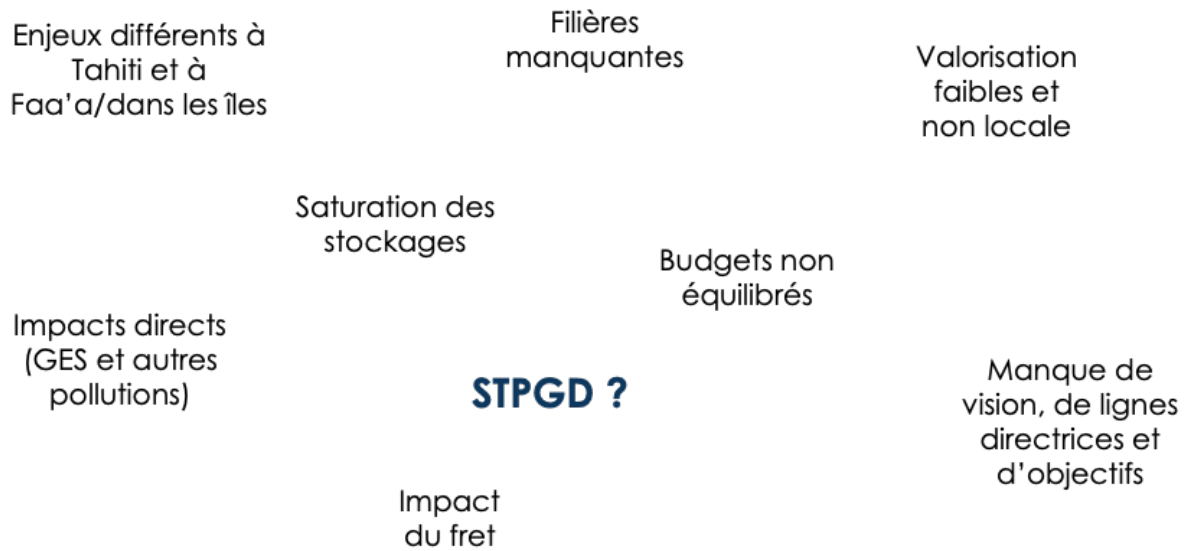 Enjeux différents à
Tahiti et à
Faa'a/dans les îles
Filières
manquantes
Valorisation
faibles et
non locale
Saturation des
stockages
Budgets non
équilibrés
Impacts directs
(GES et autres
pollutions)
STPGD ?
Manque de
vision, de lignes
directrices et
d'objectifs
Impact
du fret